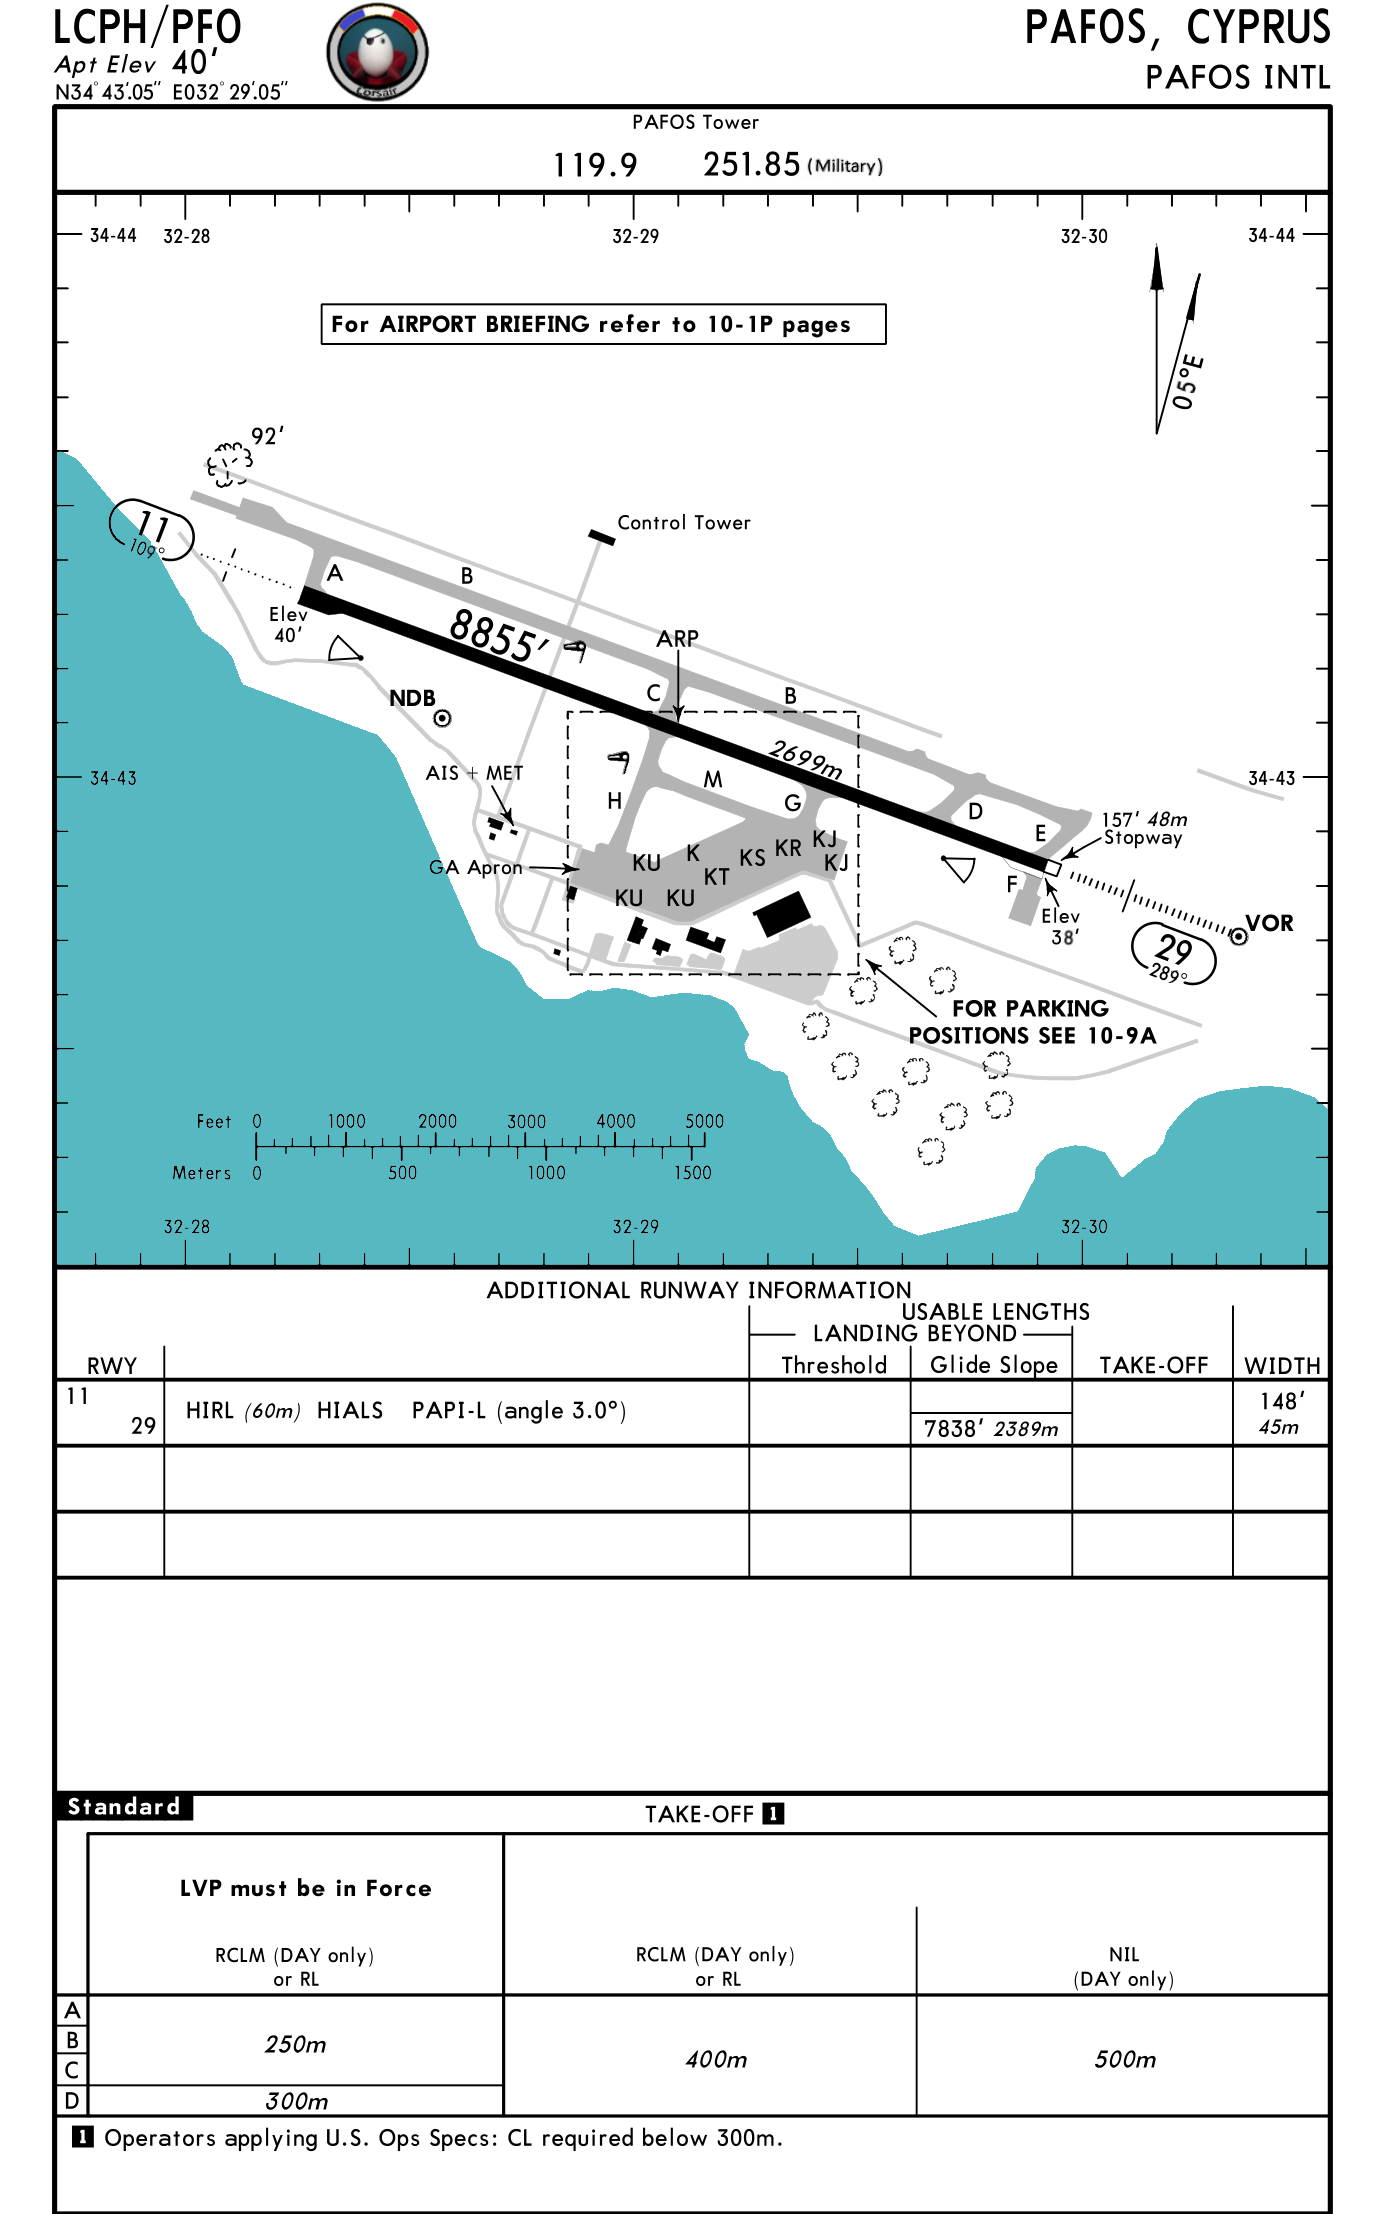 LCPH/PFO
Apt Elev 40'
N34°43'.05" E032°29'.05"
Corsair
PAFOS, CYPRUS
PAFOS INTL
PAFOS Tower
119.9 251.85 (Military)
34-44 32-28 32-29 32-30 34-44
For AIRPORT BRIEFING refer to 10-1P pages
05°E
92'
11
109°
Control Tower
A
B
Elev
40'
8855'
ARP
C
B
NDB
2699m
34-43
34-43
AIS + MET
M
H
G
D
E
157' 48m
Stopway
GA Apron
KU
K
KS
KR
KJ
KJ
KT
KU
KU
F
Elev
38'
VOR
29
289°
FOR PARKING
POSITIONS SEE 10-9A
Feet 0 1000 2000 3000 4000 5000
Meters 0 500 1000 1500
32-28 32-29 32-30
ADDITIONAL RUNWAY INFORMATION
USABLE LENGTHS
LANDING BEYOND
RWY Threshold Glide Slope TAKE-OFF WIDTH
11
29
HIRL (60m) HIALS PAPI-L (angle 3.0°)
7838' 2389m
148'
45m
Standard
TAKE-OFF 1
LVP must be in Force
RCLM (DAY only)
or RL
RCLM (DAY only)
or RL
NIL
(DAY only)
A
B
C
D
250m
300m
400m
500m
1 Operators applying U.S. Ops Specs: CL required below 300m.